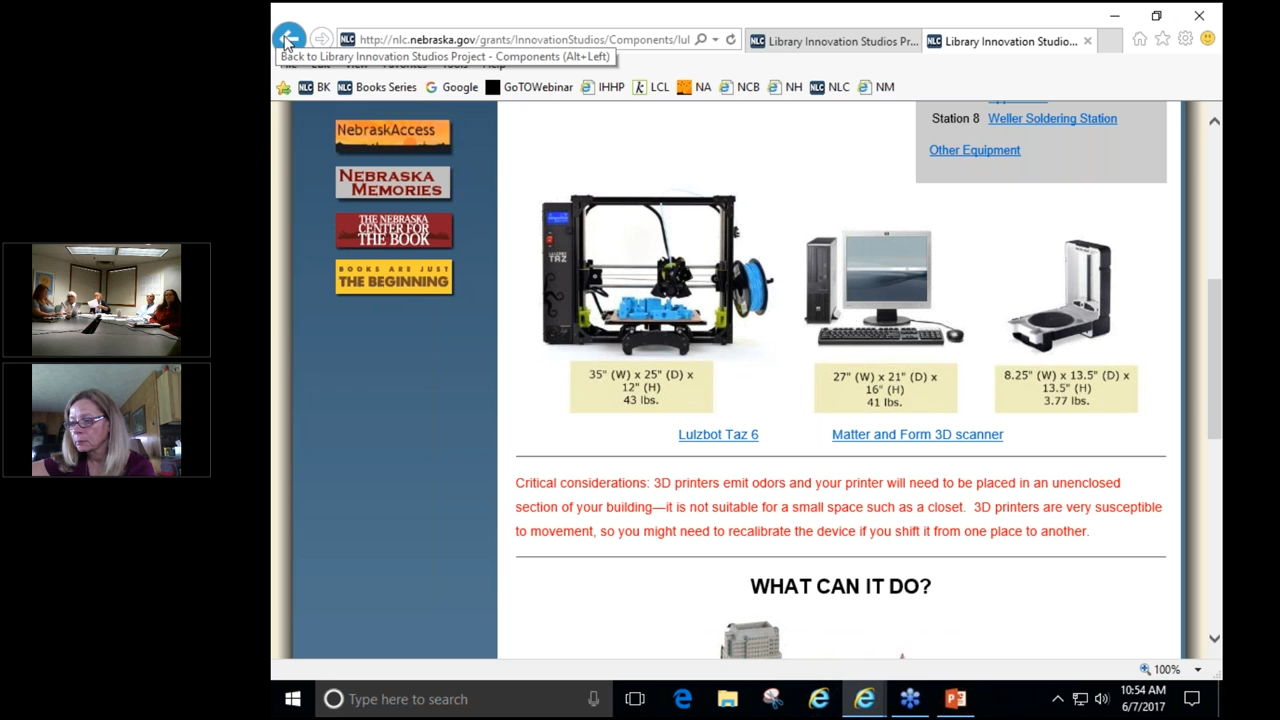 http://nlc.nebraska.gov/grants/InnovationStudios/Components/lul
Library Innovation Studios Pr...
Library Innovation Studio...
Back to Library Innovation Studios Project - Components (Alt+Left)
BK
Books Series
Google
GoTOWebinar
IHHP
LCL
NA
NCB
NH
NLC
NM
Station 8 Weller Soldering Station
Other Equipment
NebraskAccess
NEBRASKA
MEMORIES
THE NEBRASKA
CENTER FOR
THE BOOK
BOOKS ARE JUST
THE BEGINNING
LULZBOT
TAZ
35" (W) x 25" (D) x
12" (H)
43 lbs.
27" (W) x 21" (D) x
16" (H)
41 lbs.
8.25" (W) x 13.5" (D) x
13.5" (H)
3.77 lbs.
Lulzbot Taz 6
Matter and Form 3D scanner
Critical considerations: 3D printers emit odors and your printer will need to be placed in an unenclosed
section of your building—it is not suitable for a small space such as a closet. 3D printers are very susceptible
to movement, so you might need to recalibrate the device if you shift it from one place to another.
WHAT CAN IT DO?
100%
Type here to search
10:54 AM
6/7/2017